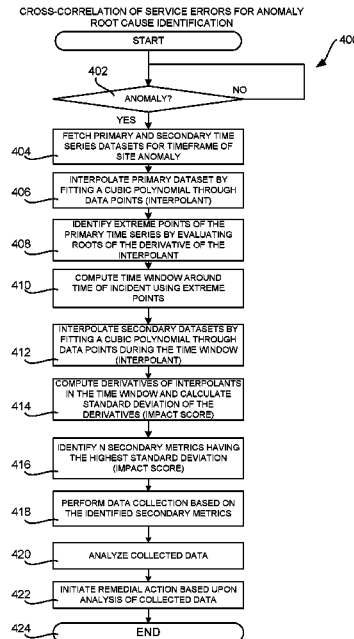 CROSS-CORRELATION OF SERVICE ERRORS FOR ANOMALY
ROOT CAUSE IDENTIFICATION
START
400
402
ANOMALY?
NO
YES
404
FETCH PRIMARY AND SECONDARY TIME
SERIES DATASETS FOR TIMEFRAME OF
SITE ANOMALY
406
INTERPOLATE PRIMARY DATASET BY
FITTING A CUBIC POLYNOMIAL THROUGH
DATA POINTS (INTERPOLANT)
408
IDENTIFY EXTREME POINTS OF THE
PRIMARY TIME SERIES BY EVALUATING
ROOTS OF THE DERIVATIVE OF THE
INTERPOLANT
410
COMPUTE TIME WINDOW AROUND
TIME OF INCIDENT USING EXTREME
POINTS
412
INTERPOLATE SECONDARY DATASETS BY
FITTING A CUBIC POLYNOMIAL THROUGH
DATA POINTS DURING THE TIME WINDOW
(INTERPOLANT)
414
COMPUTE DERIVATIVES OF INTERPOLANTS
IN THE TIME WINDOW AND CALCULATE
STANDARD DEVIATION OF THE
DERIVATIVES (IMPACT SCORE)
416
IDENTIFY N SECONDARY METRICS HAVING
THE HIGHEST STANDARD DEVIATION
(IMPACT SCORE)
418
PERFORM DATA COLLECTION BASED ON
THE IDENTIFIED SECONDARY METRICS
420
ANALYZE COLLECTED DATA
422
INITIATE REMEDIAL ACTION BASED UPON
ANALYSIS OF COLLECTED DATA
424
END